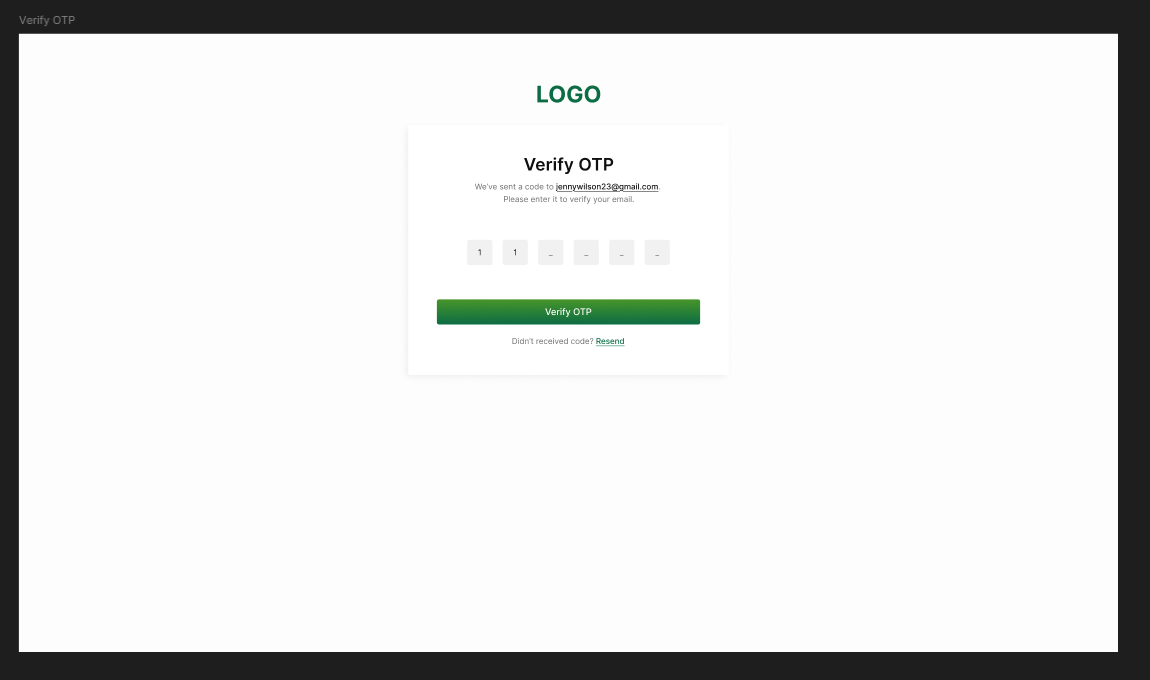 Verify OTP
LOGO
Verify OTP
We've sent a code to jennywilson23@gmail.com.
Please enter it to verify your email.
1 1 _ _ _ _
Verify OTP
Didn't received code? Resend